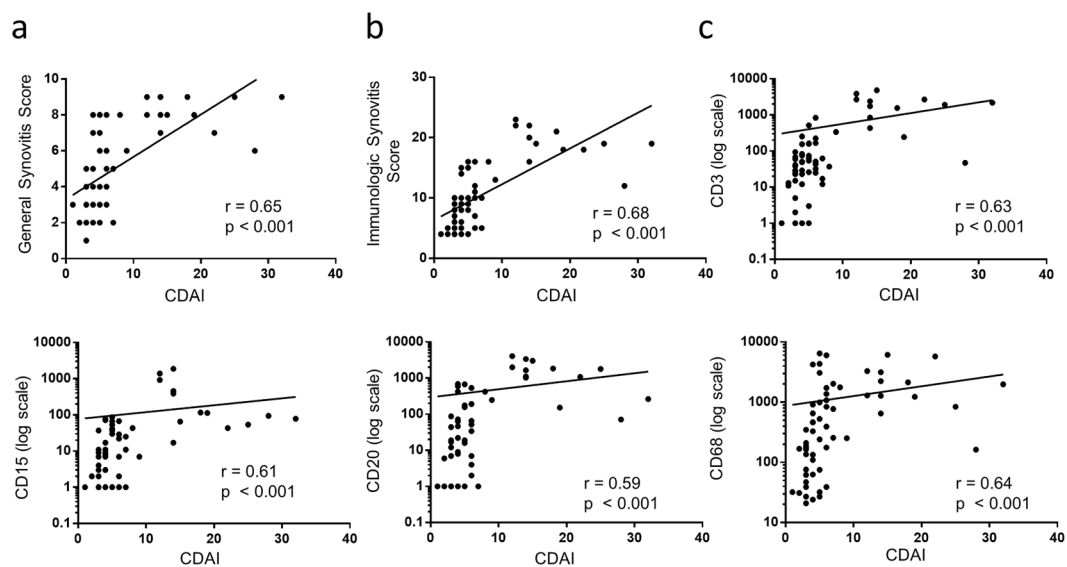 a
b
c
General Synovitis Score
10
8
6
4
2
0
0
10
20
30
40
CDAI
r = 0.65
p < 0.001
Immunologic Synovitis
Score
30
20
10
0
0
10
20
30
40
CDAI
r = 0.68
p < 0.001
CD3 (log scale)
10000
1000
100
10
1
0.1
0
10
20
30
40
CDAI
r = 0.63
p < 0.001
CD15 (log scale)
10000
1000
100
10
1
0.1
0
10
20
30
40
CDAI
r = 0.61
p < 0.001
CD20 (log scale)
10000
1000
100
10
1
0.1
0
10
20
30
40
CDAI
r = 0.59
p < 0.001
CD68 (log scale)
10000
1000
100
10
0
10
20
30
40
CDAI
r = 0.64
p < 0.001